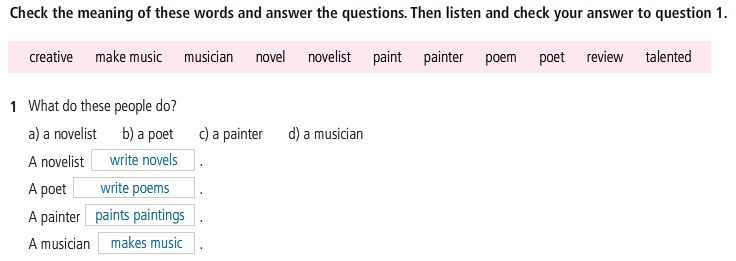 Check the meaning of these words and answer the questions. Then listen and check your answer to question 1.
creative make music musician novel novelist paint painter poem poet review talented
1 What do these people do?
a) a novelist b) a poet c) a painter d) a musician
A novelist write novels .
A poet write poems .
A painter paints paintings .
A musician makes music .